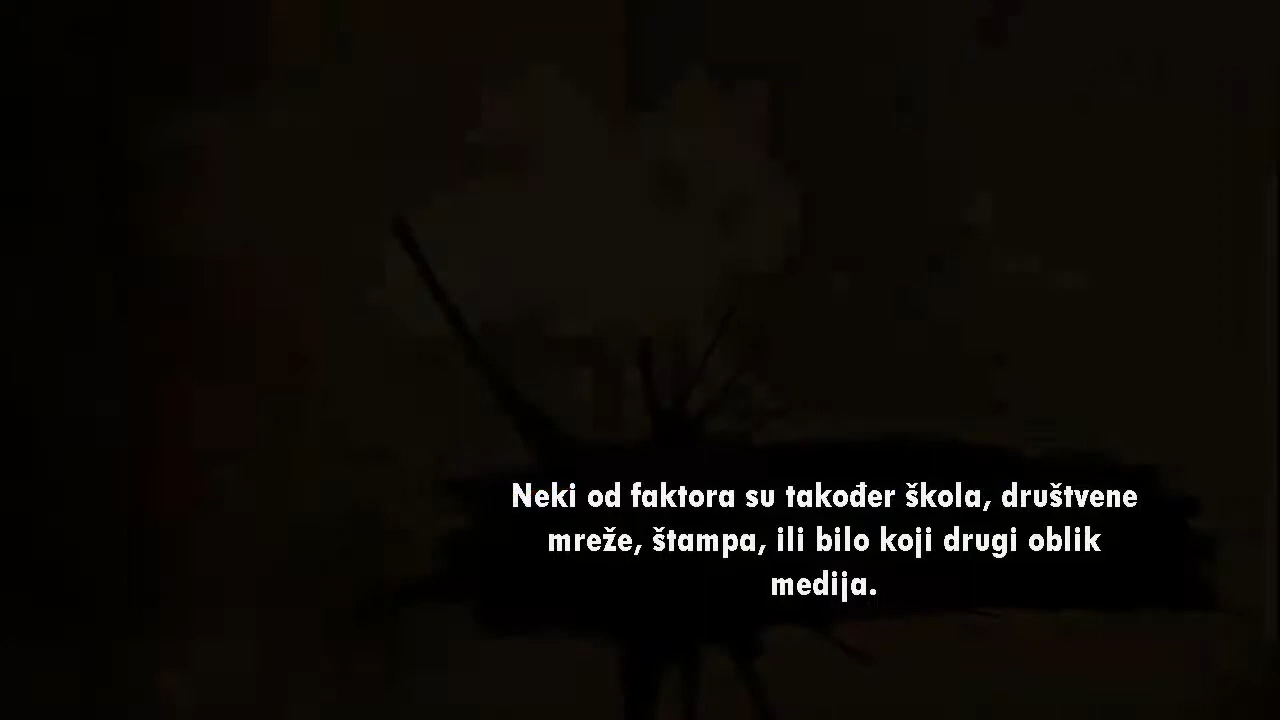 Neki od faktora su također škola, društvene
mreže, štampa, ili bilo koji drugi oblik
medija.